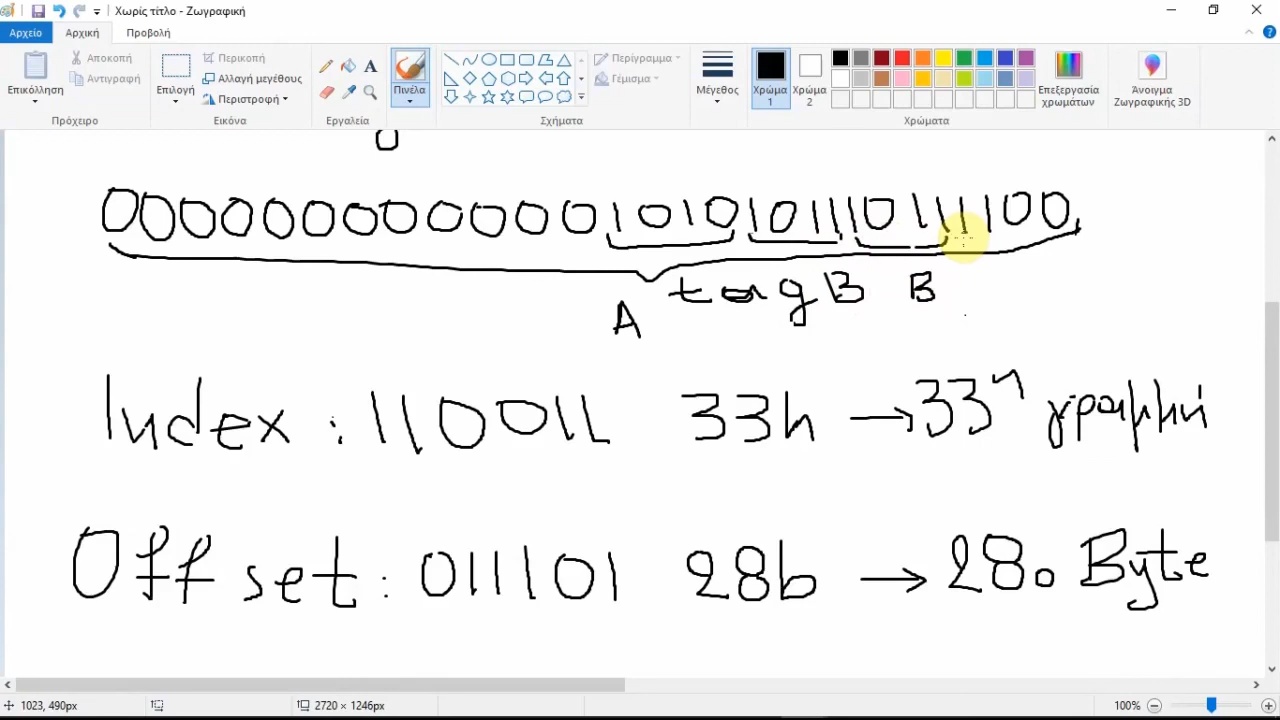 Χωρίς τίτλο - Ζωγραφική
Αρχείο Αρχική Προβολή
Επικόλληση
Αποκοπή
Αντιγραφή
Πρόχειρο
Επιλογή
Περικοπή
Αλλαγή μεγέθους
Περιστροφή
Εικόνα
Εργαλεία
Πινέλα
Περίγραμμα
Γέμισμα
Σχήματα
Μέγεθος
Χρώμα 1
Χρώμα 2
Επεξεργασία χρωμάτων
Χρώματα
Άνοιγμα Ζωγραφικής 3D
0000000000001010101110111100
tag B B
A
Index : 110011 33h → 33η γραμμή
Offset : 011101 28b → 28ο Byte
1023, 490px 2720 × 1246px 100%